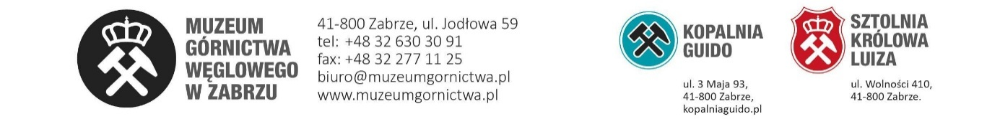 MUZEUM
GÓRNICTWA
WĘGLOWEGO
W ZABRZU
41-800 Zabrze, ul. Jodłowa 59
tel: +48 32 630 30 91
fax: +48 32 277 11 25
biuro@muzeumgornictwa.pl
www.muzeumgornictwa.pl
KOPALNIA
GUIDO
ul. 3 Maja 93,
41-800 Zabrze,
kopalniaguido.pl
SZTOLNIA
KRÓLOWA
LUIZA
ul. Wolności 410,
41-800 Zabrze.